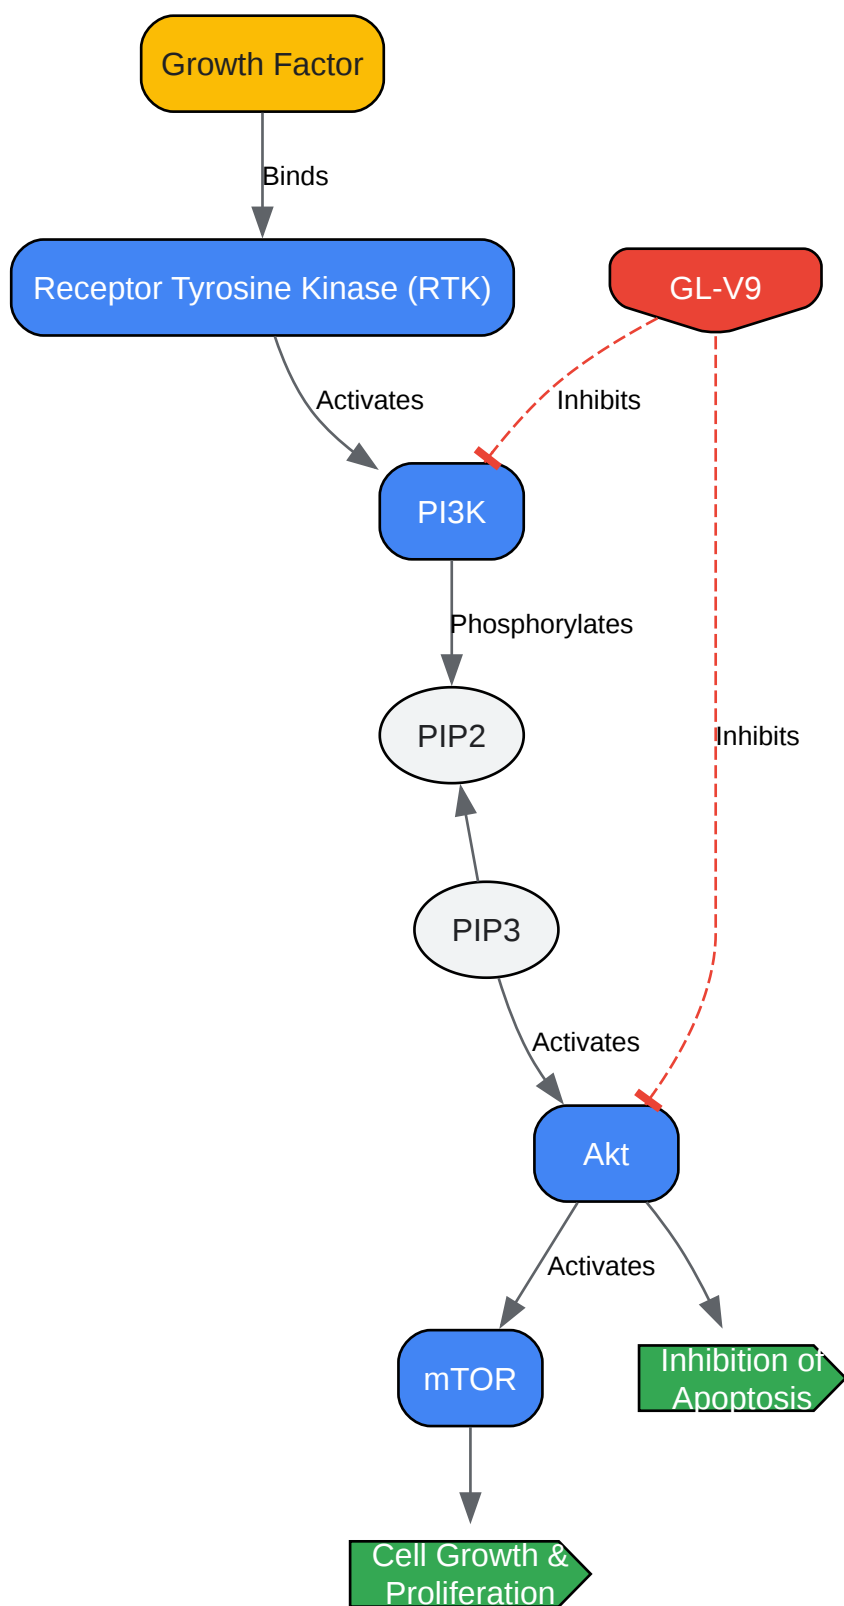 Growth Factor
Binds
Receptor Tyrosine Kinase (RTK)
GL-V9
Activates
Inhibits
PI3K
Phosphorylates
PIP2
Inhibits
PIP3
Activates
Akt
Activates
mTOR
Inhibition of
Apoptosis
Cell Growth &
Proliferation